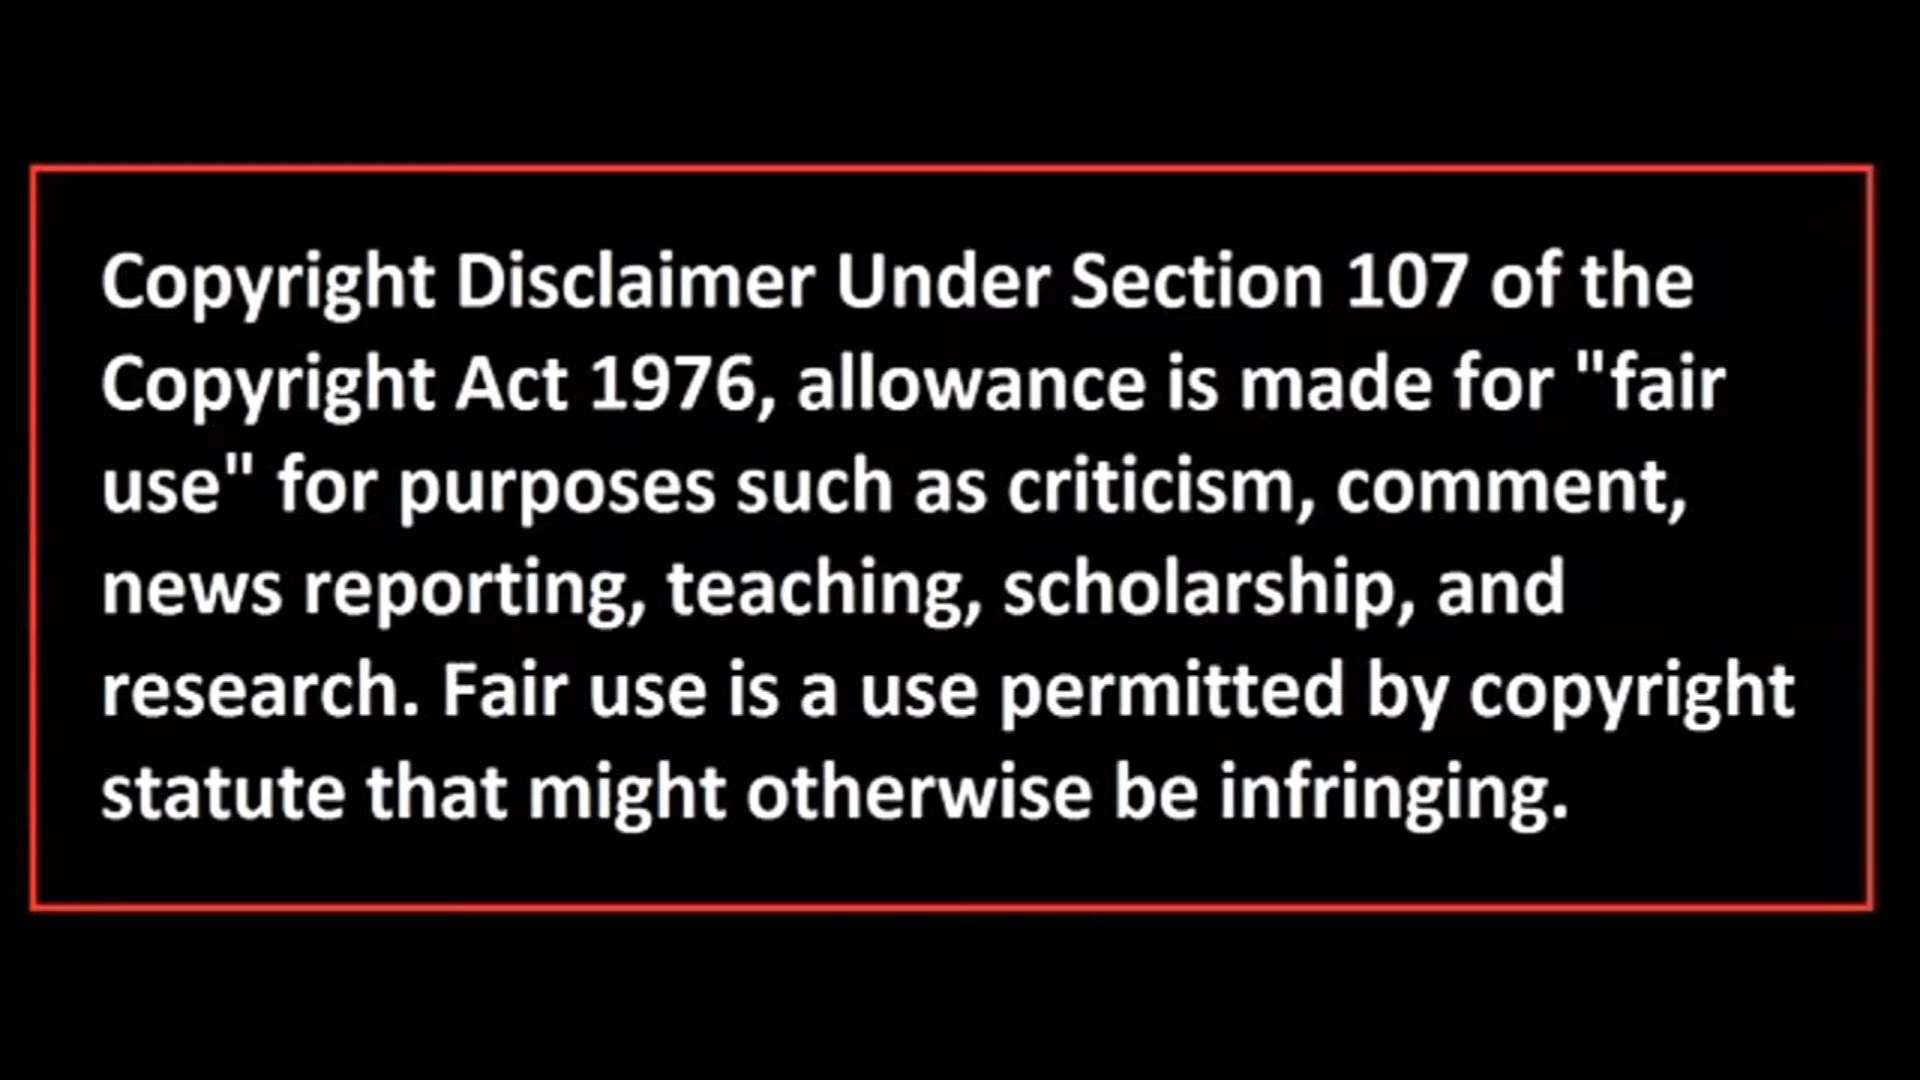 Copyright Disclaimer Under Section 107 of the
Copyright Act 1976, allowance is made for "fair
use" for purposes such as criticism, comment,
news reporting, teaching, scholarship, and
research. Fair use is a use permitted by copyright
statute that might otherwise be infringing.